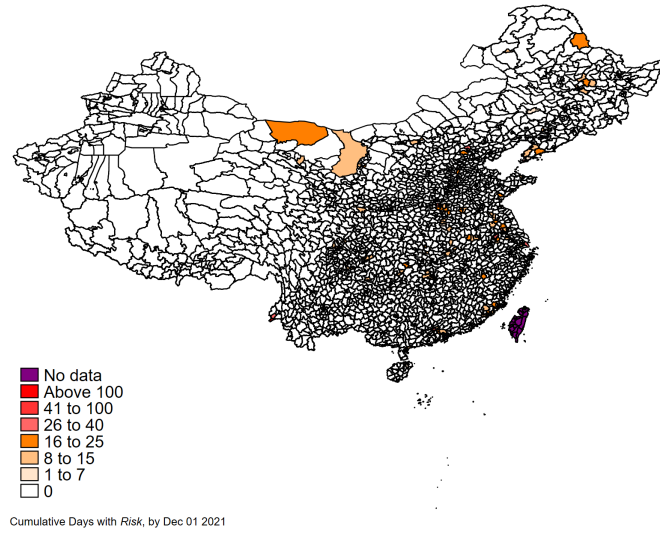 No data
Above 100
41 to 100
26 to 40
16 to 25
8 to 15
1 to 7
0
Cumulative Days with Risk, by Dec 01 2021